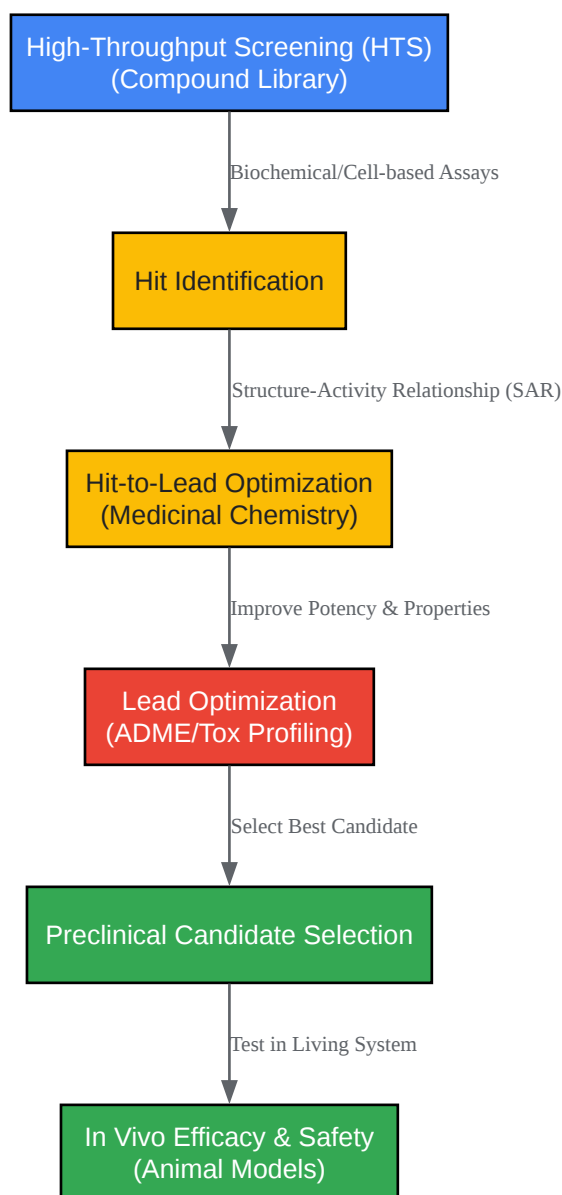 High-Throughput Screening (HTS)
(Compound Library)
Biochemical/Cell-based Assays
Hit Identification
Structure-Activity Relationship (SAR)
Hit-to-Lead Optimization
(Medicinal Chemistry)
Improve Potency & Properties
Lead Optimization
(ADME/Tox Profiling)
Select Best Candidate
Preclinical Candidate Selection
Test in Living System
In Vivo Efficacy & Safety
(Animal Models)